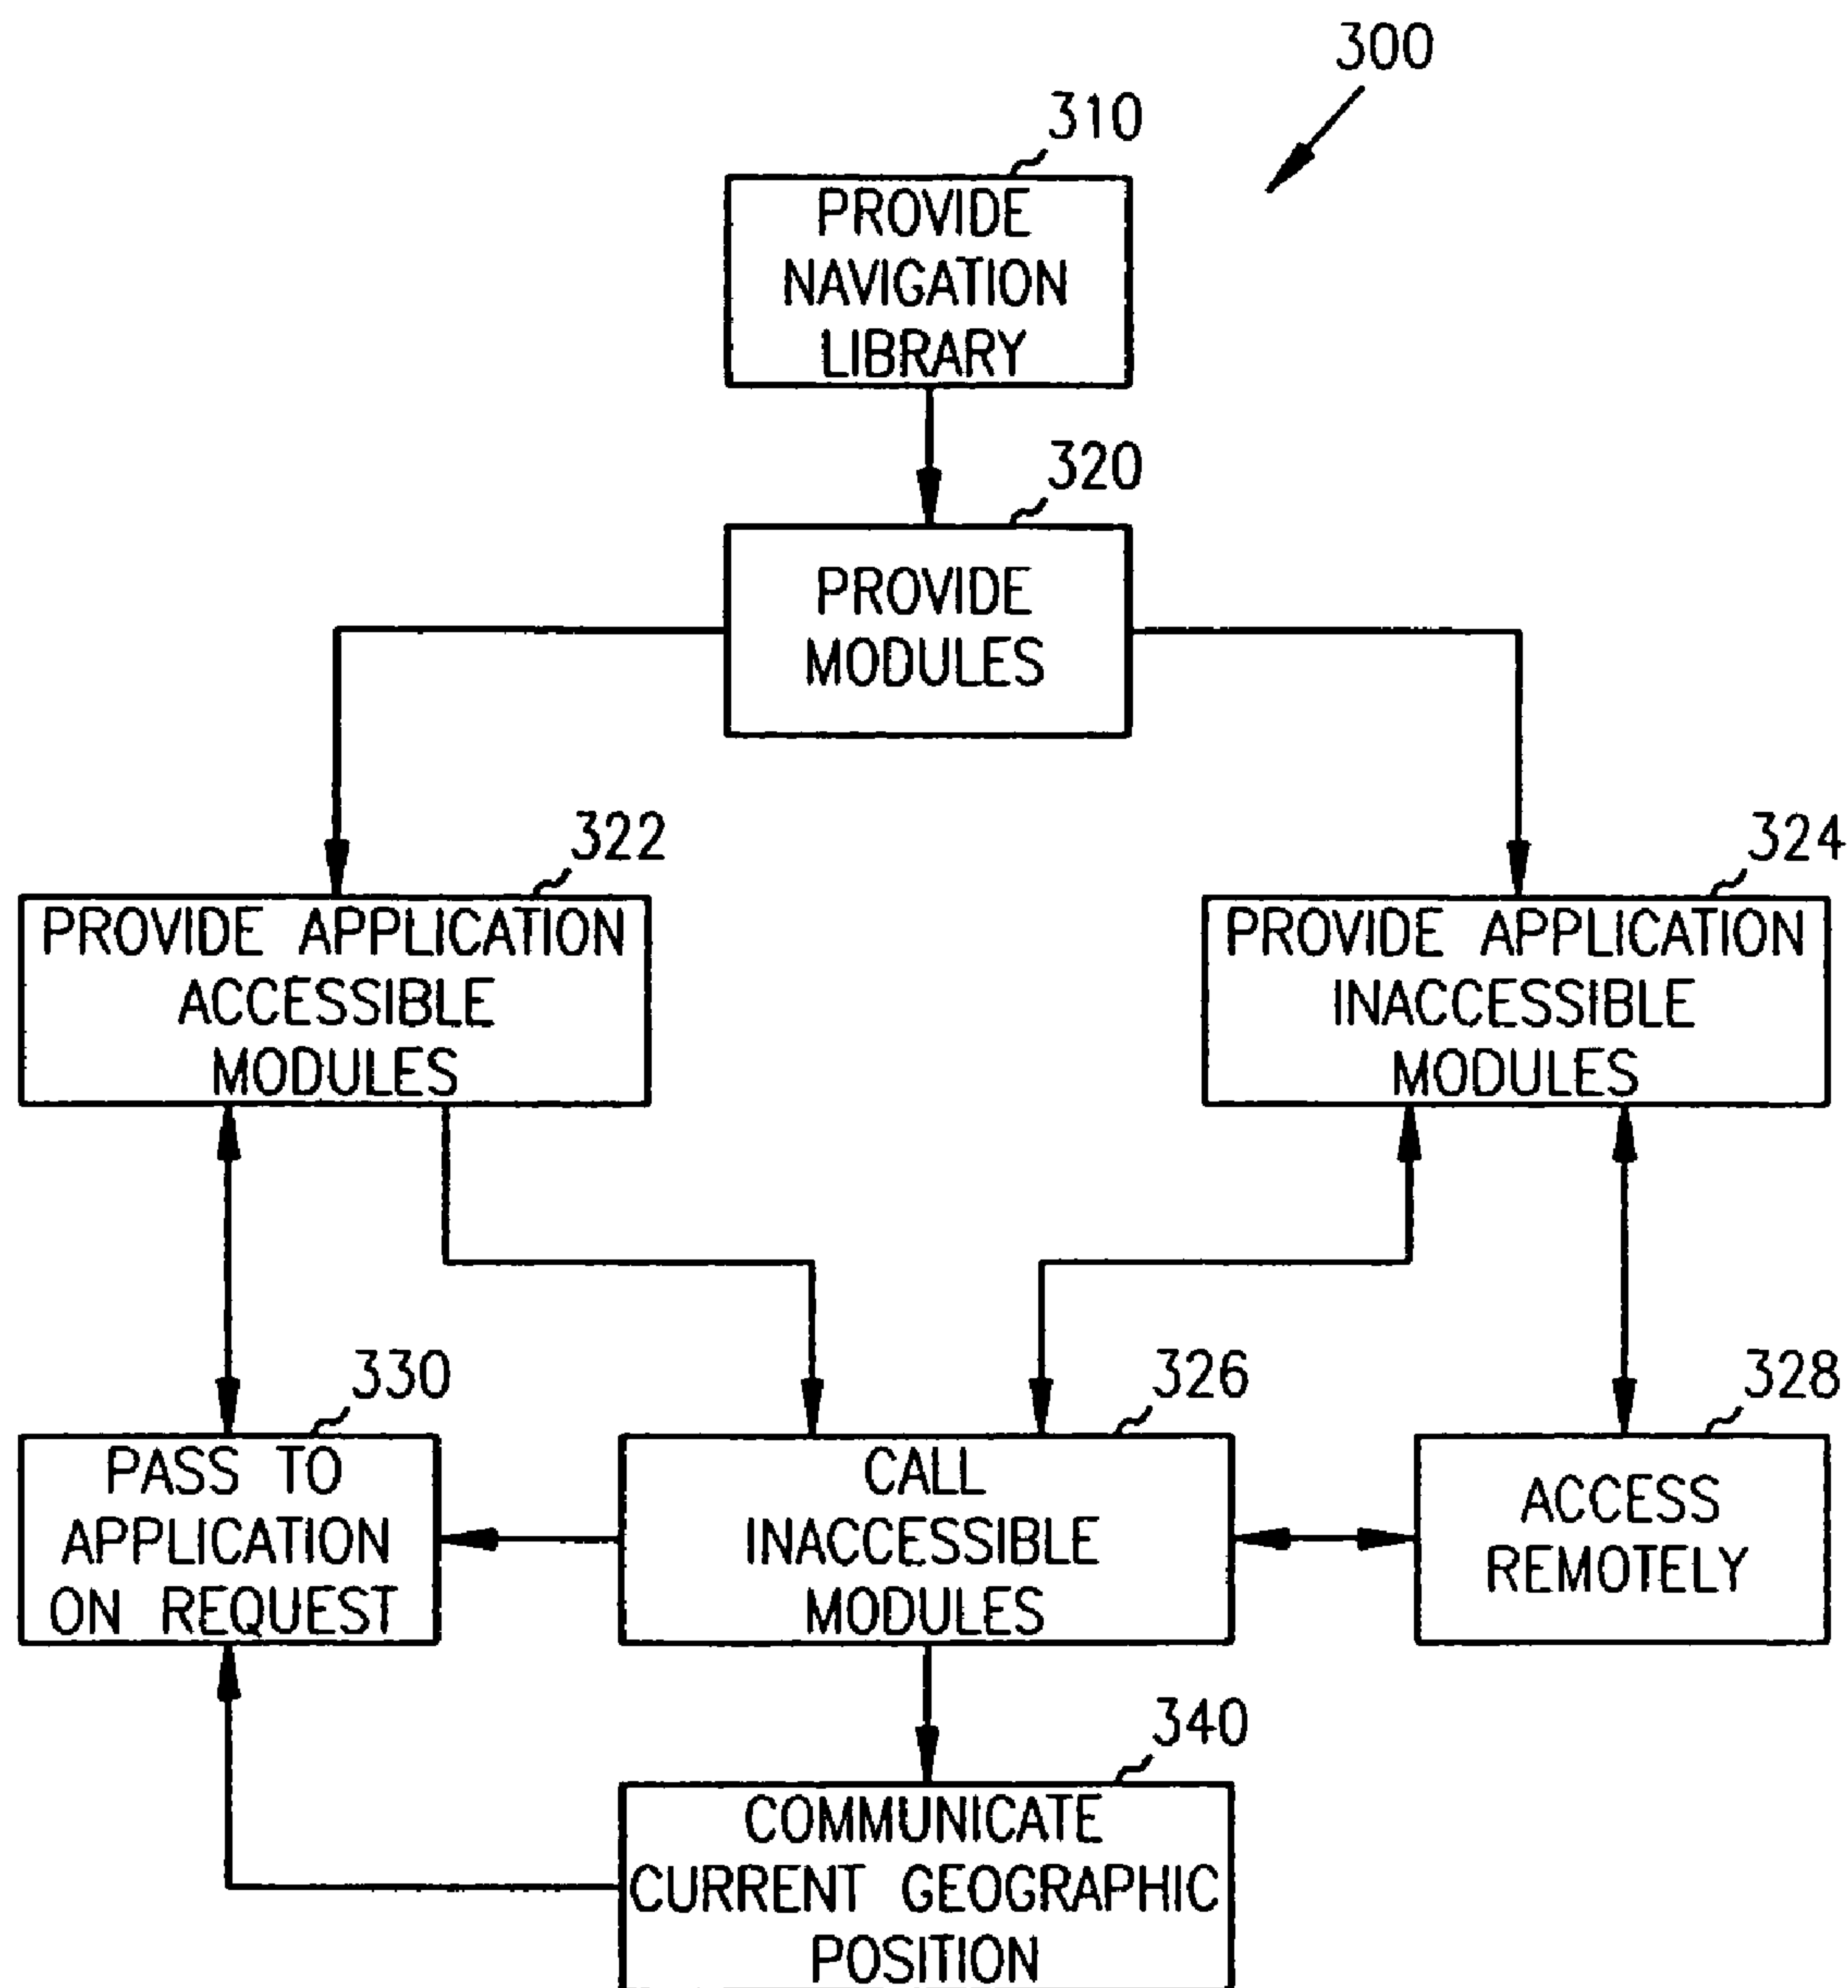 300
310
PROVIDE
NAVIGATION
LIBRARY
320
PROVIDE
MODULES
322
PROVIDE APPLICATION
ACCESSIBLE
MODULES
324
PROVIDE APPLICATION
INACCESSIBLE
MODULES
330
PASS TO
APPLICATION
ON REQUEST
326
CALL
INACCESSIBLE
MODULES
328
ACCESS
REMOTELY
340
COMMUNICATE
CURRENT GEOGRAPHIC
POSITION